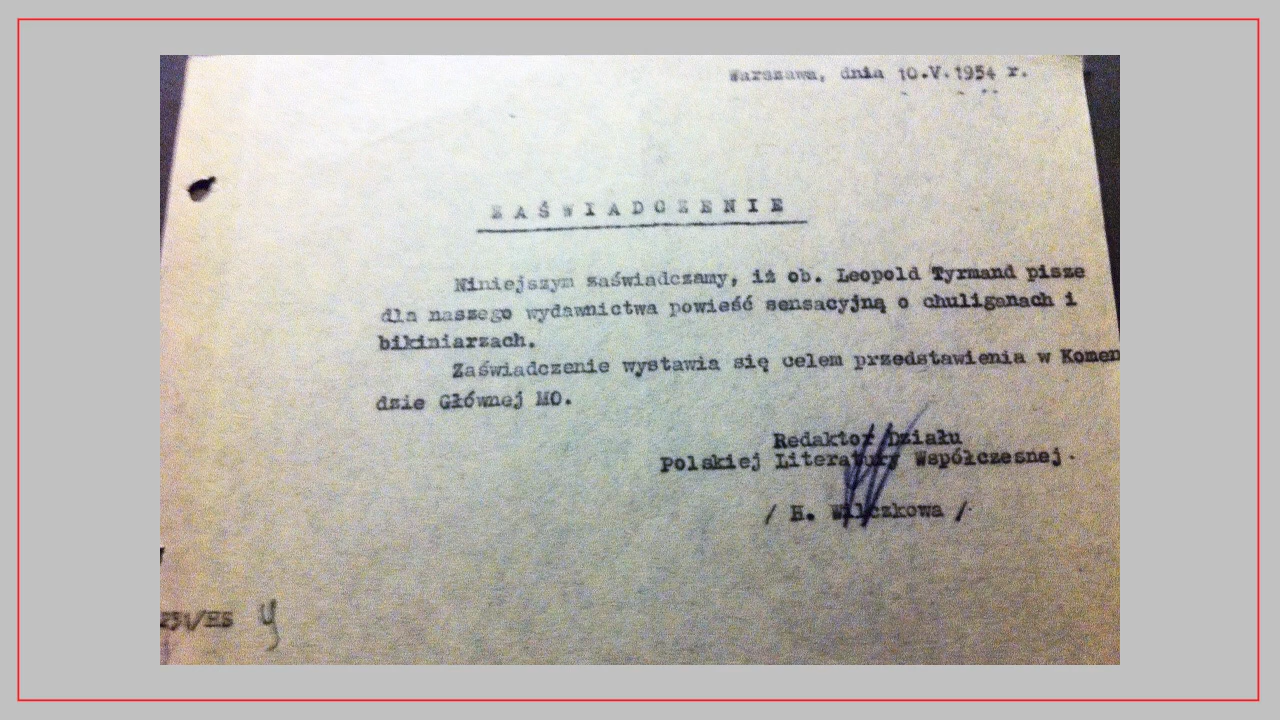 Warszawa, dnia 10.V.1954 r.
ZAŚWIADCZENIE
Niniejszym zaświadczamy, iż ob. Leopold Tyrmand pisze
dla naszego wydawnictwa powieść sensacyjną o chuliganach i
bikiniarzach.
Zaświadczenie wystawia się celem przedstawienia w Komen
dzie Głównej MO.
Redaktor Działu
Polskiej Literatury Współczesnej.
/ H. Wilczkowa /